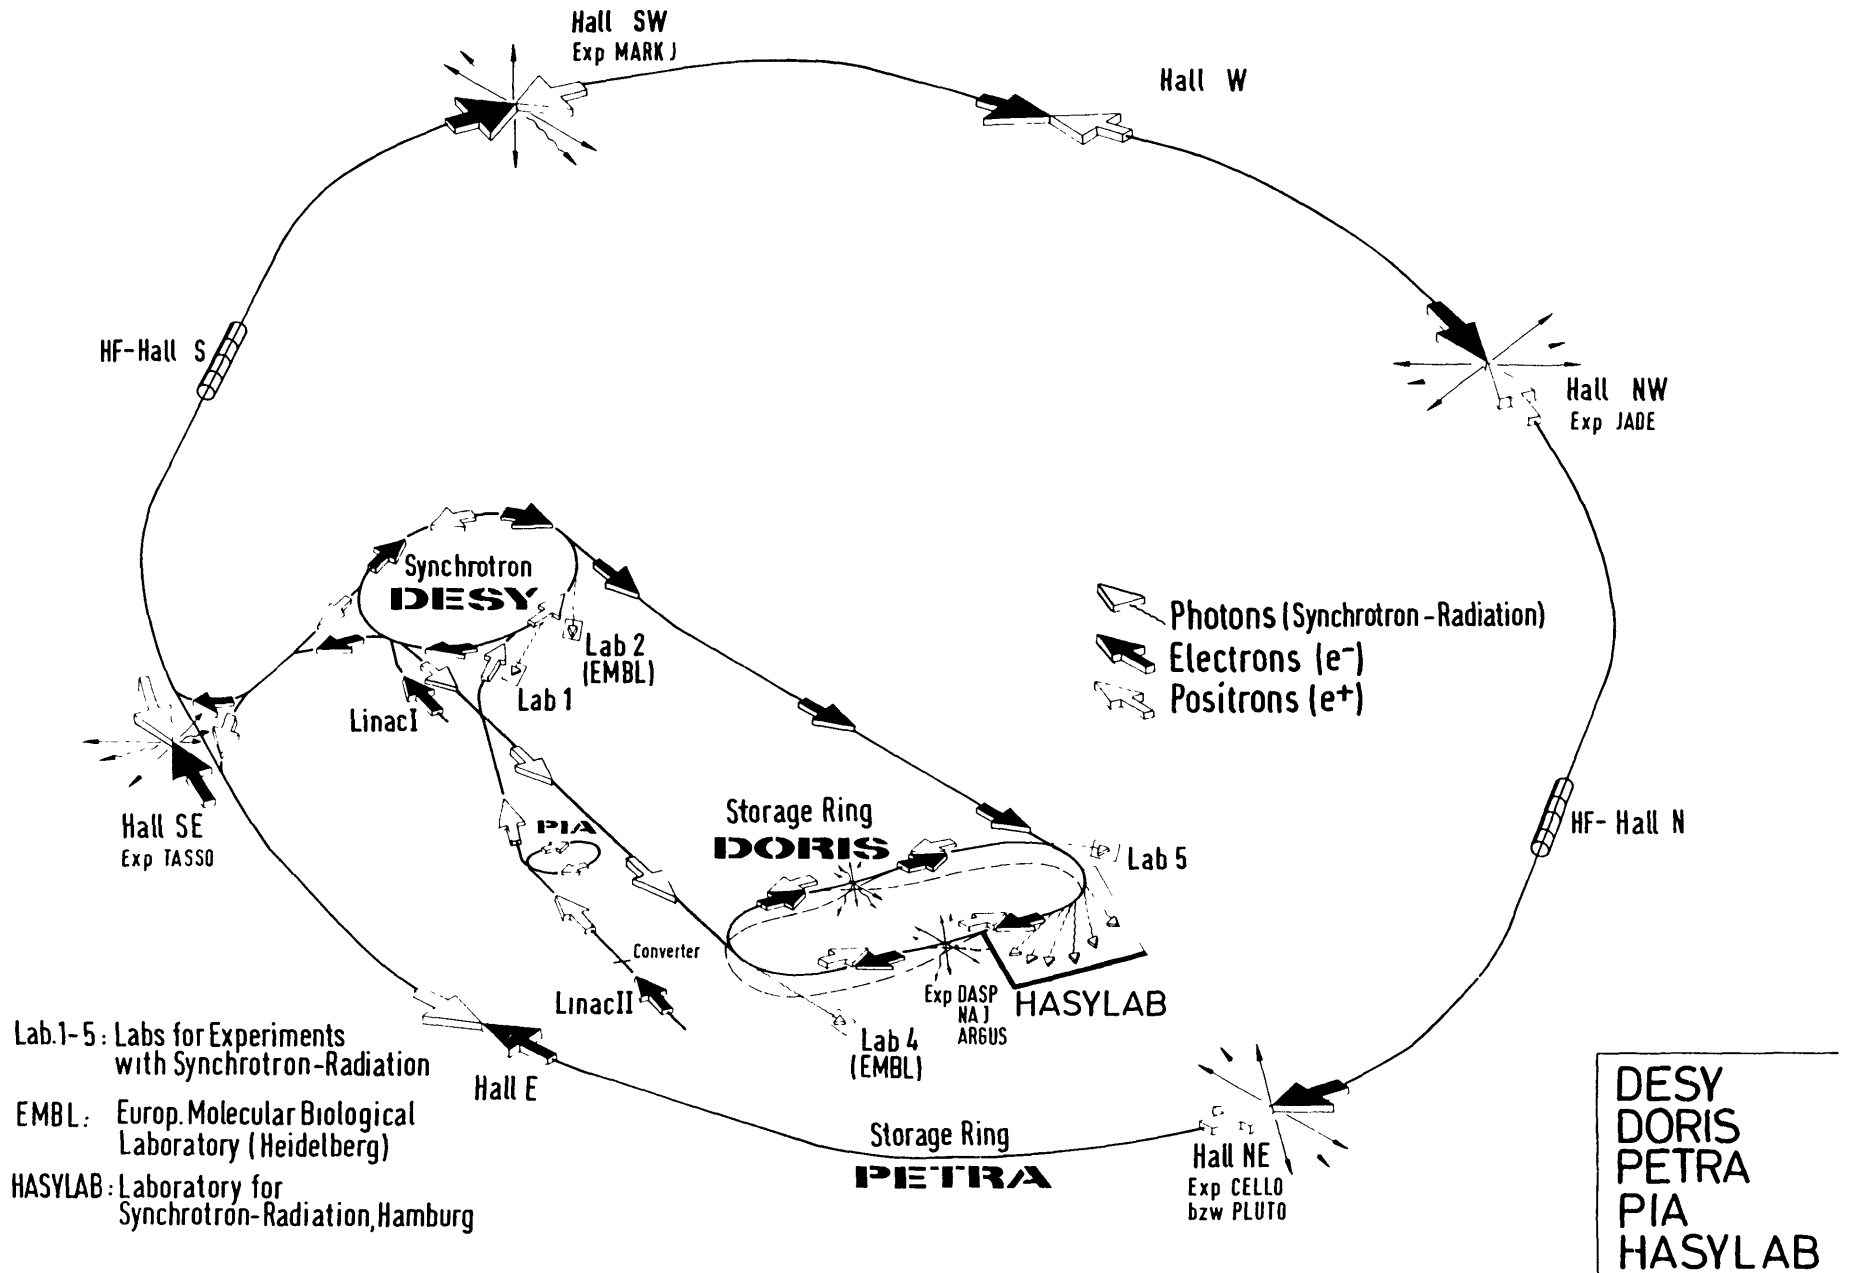 Hall SW
Exp MARK J
Hall W
HF-Hall S
Hall NW
Exp JADE
Synchrotron
DESY
Lab 2
(EMBL)
Lab 1
Linac I
Photons (Synchrotron-Radiation)
Electrons (e⁻)
Positrons (e⁺)
Hall SE
Exp TASSO
PIA
Storage Ring
DORIS
Lab 5
HF- Hall N
Converter
Linac II
Exp DASP
NA J
ARGUS
HASYLAB
Lab 4
(EMBL)
Hall E
Storage Ring
PETRA
Hall NE
Exp CELLO
bzw PLUTO
Lab.1-5: Labs for Experiments
with Synchrotron-Radiation
EMBL: Europ. Molecular Biological
Laboratory (Heidelberg)
HASYLAB: Laboratory for
Synchrotron-Radiation, Hamburg
DESY
DORIS
PETRA
PIA
HASYLAB